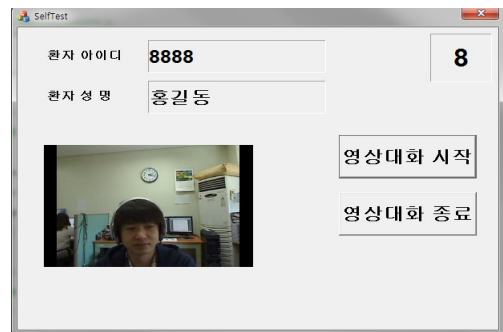 SelfTest
환자 아이디 8888
8
환자 성 명 홍길동
영상대화 시작
영상대화 종료